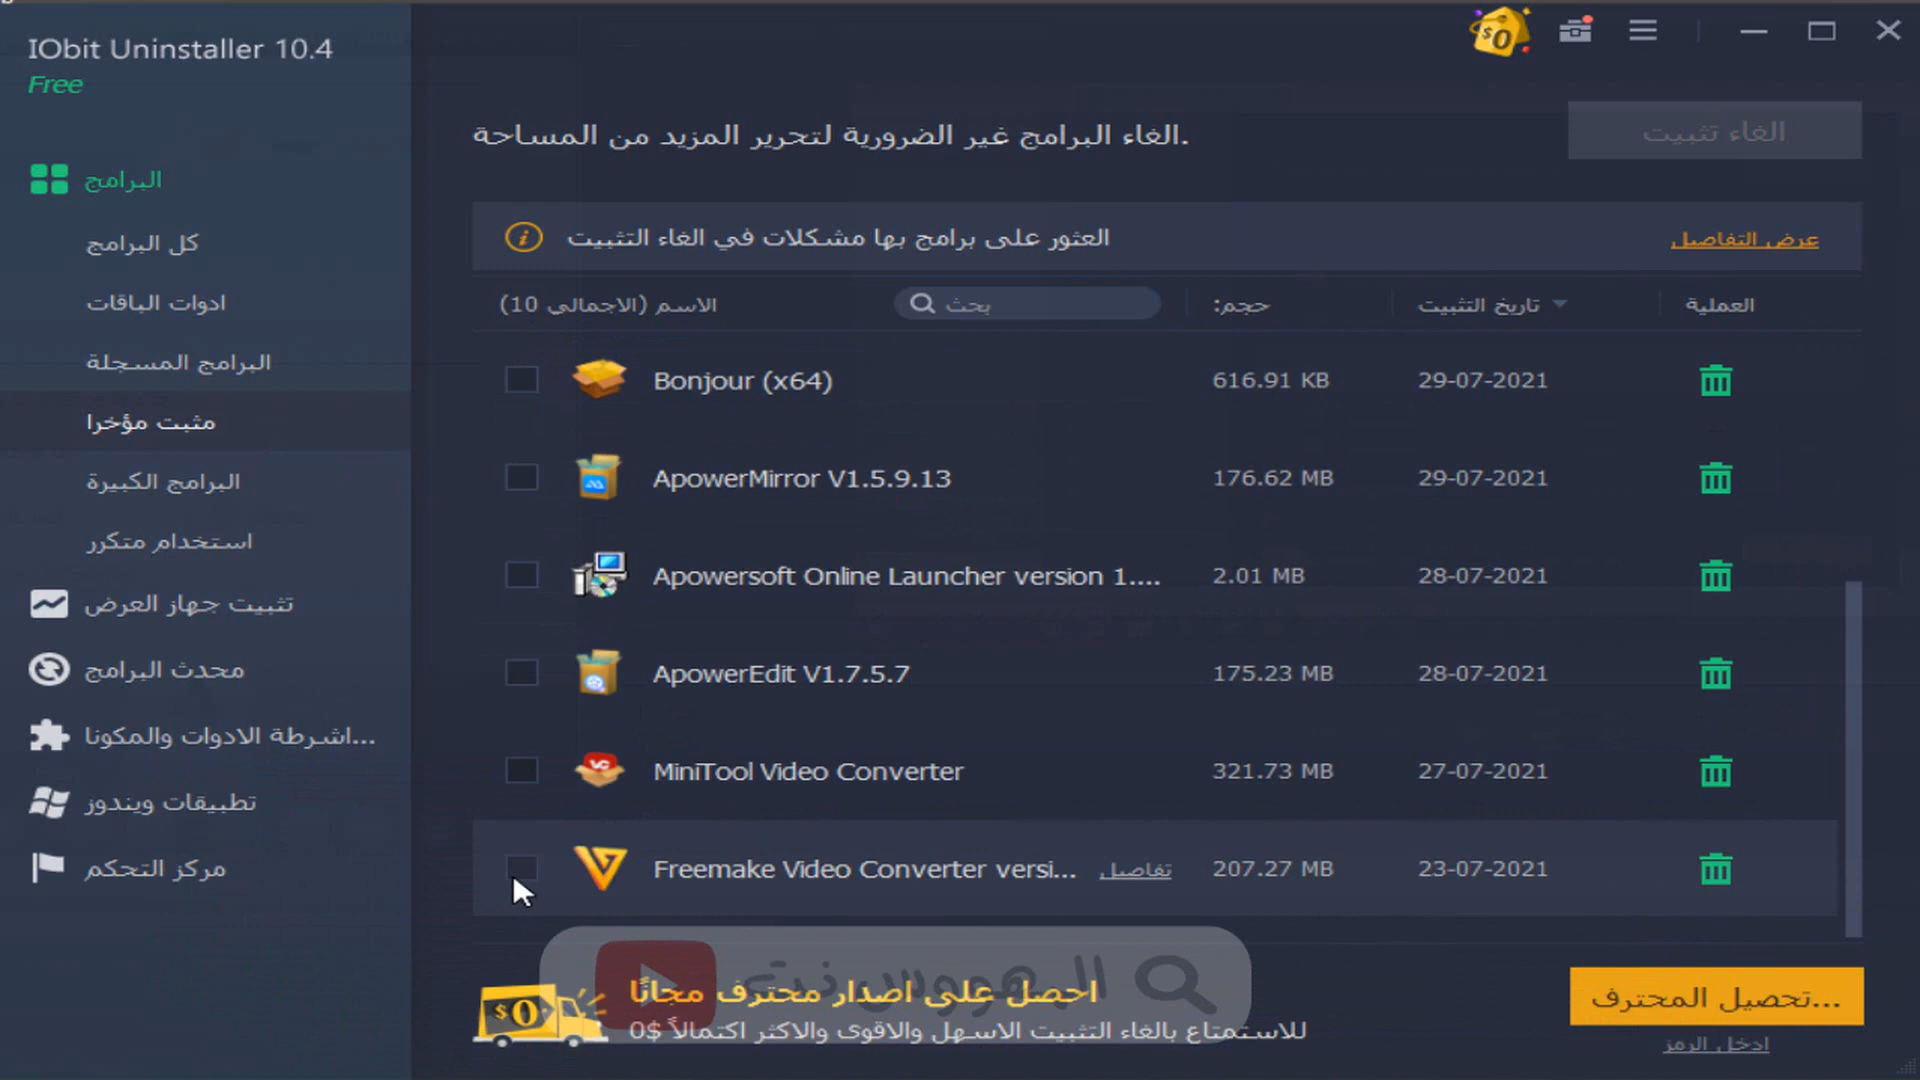 IObit Uninstaller 10.4
Free
البرامج
كل البرامج
ادوات الباقات
البرامج المسجلة
مثبت مؤخرا
البرامج الكبيرة
استخدام متكرر
تثبيت جهاز العرض
محدث البرامج
اشرطة الادوات والمكونا...
تطبيقات ويندوز
مركز التحكم
$0
.الغاء البرامج غير الضرورية لتحرير المزيد من المساحة
الغاء تثبيت
العثور على برامج بها مشكلات في الغاء التثبيت
عرض التفاصيل
الاسم (الاجمالي 10) بحث حجم: تاريخ التثبيت العملية
Bonjour (x64) 616.91 KB 29-07-2021
ApowerMirror V1.5.9.13 176.62 MB 29-07-2021
Apowersoft Online Launcher version 1.... 2.01 MB 28-07-2021
ApowerEdit V1.7.5.7 175.23 MB 28-07-2021
MiniTool Video Converter 321.73 MB 27-07-2021
Freemake Video Converter versi... تفاصيل 207.27 MB 23-07-2021
المهووس نت
$0
احصل على اصدار محترف مجانًا
للاستمتاع بالغاء التثبيت الاسهل والاقوى والاكثر اكتمالاً $0
تحصيل المحترف...
ادخل الرمز